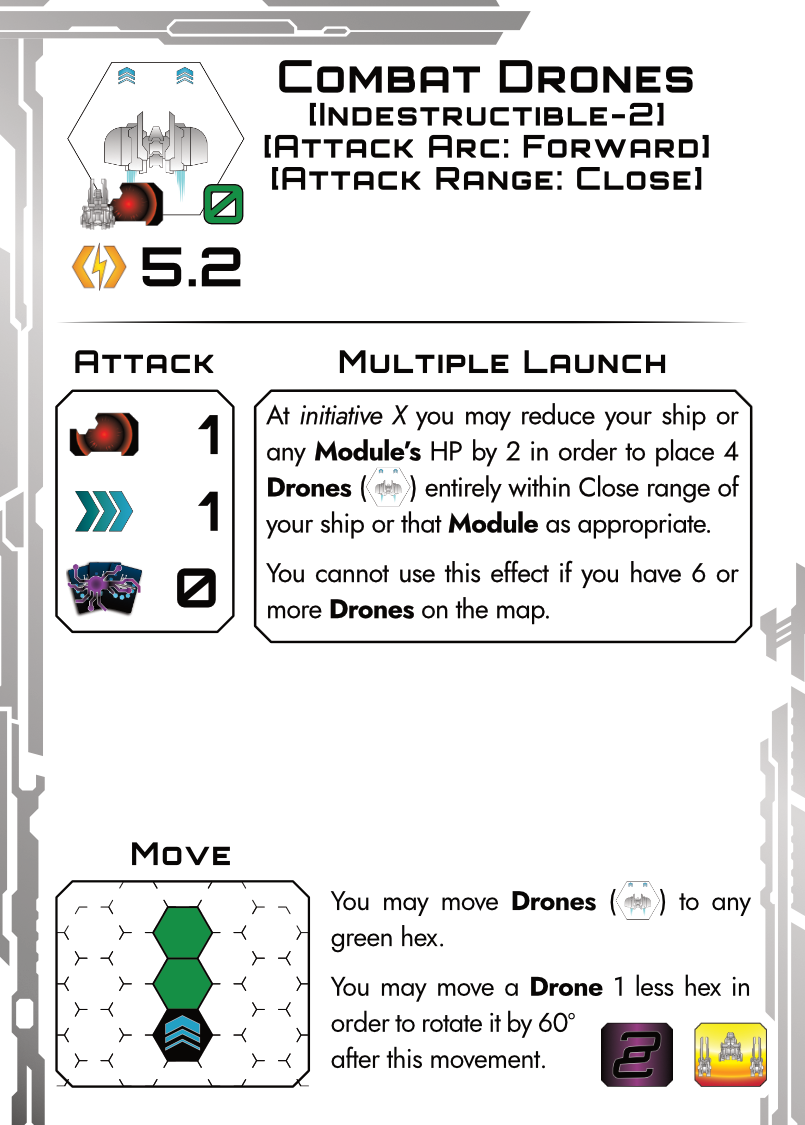 COMBAT DRONES
[INDESTRUCTIBLE-2]
[ATTACK ARC: FORWARD]
[ATTACK RANGE: CLOSE]
0
5.2
ATTACK
1
1
0
MULTIPLE LAUNCH
At initiative X you may reduce your ship or
any Module's HP by 2 in order to place 4
Drones ( ) entirely within Close range of
your ship or that Module as appropriate.
You cannot use this effect if you have 6 or
more Drones on the map.
MOVE
You may move Drones ( ) to any
green hex.
You may move a Drone 1 less hex in
order to rotate it by 60°
after this movement.
2